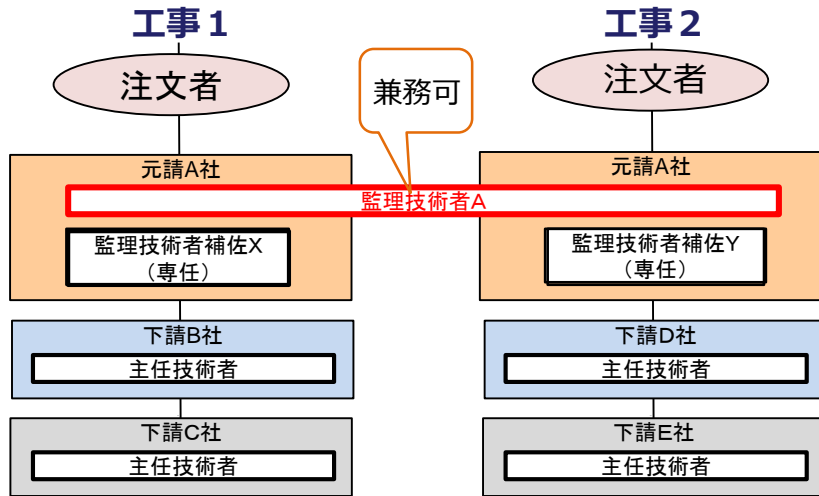 工事１
工事２
注文者
注文者
兼務可
元請A社
元請A社
監理技術者A
監理技術者補佐X
（専任）
監理技術者補佐Y
（専任）
下請B社
主任技術者
下請D社
主任技術者
下請C社
主任技術者
下請E社
主任技術者